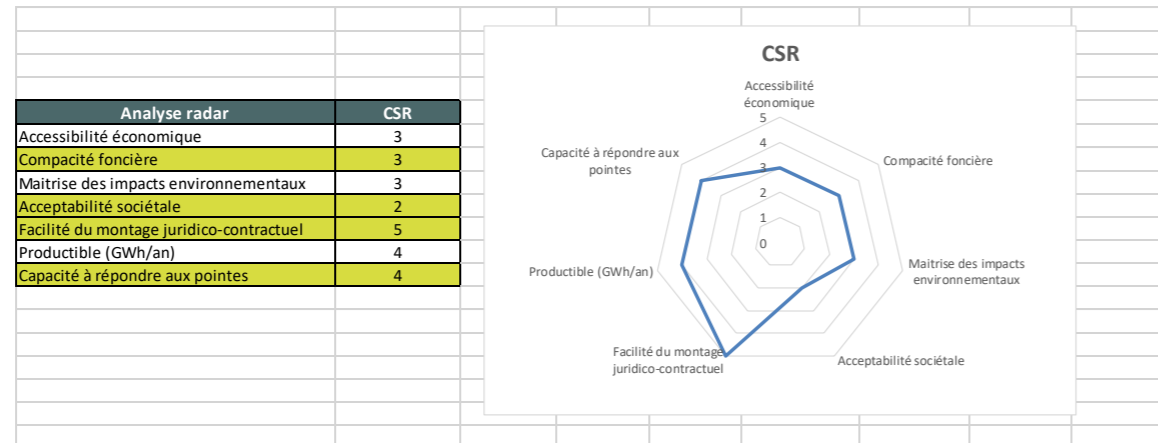 Analyse radar CSR
Accessibilité économique 3
Compacité foncière 3
Maitrise des impacts environnementaux 3
Acceptabilité sociétale 2
Facilité du montage juridico-contractuel 5
Productible (GWh/an) 4
Capacité à répondre aux pointes 4
CSR
Accessibilité
économique
5
4
3
2
1
0
Compacité foncière
Maitrise des impacts
environnementaux
Acceptabilité sociétale
Facilité du montage
juridico-contractuel
Productible (GWh/an)
Capacité à répondre aux
pointes